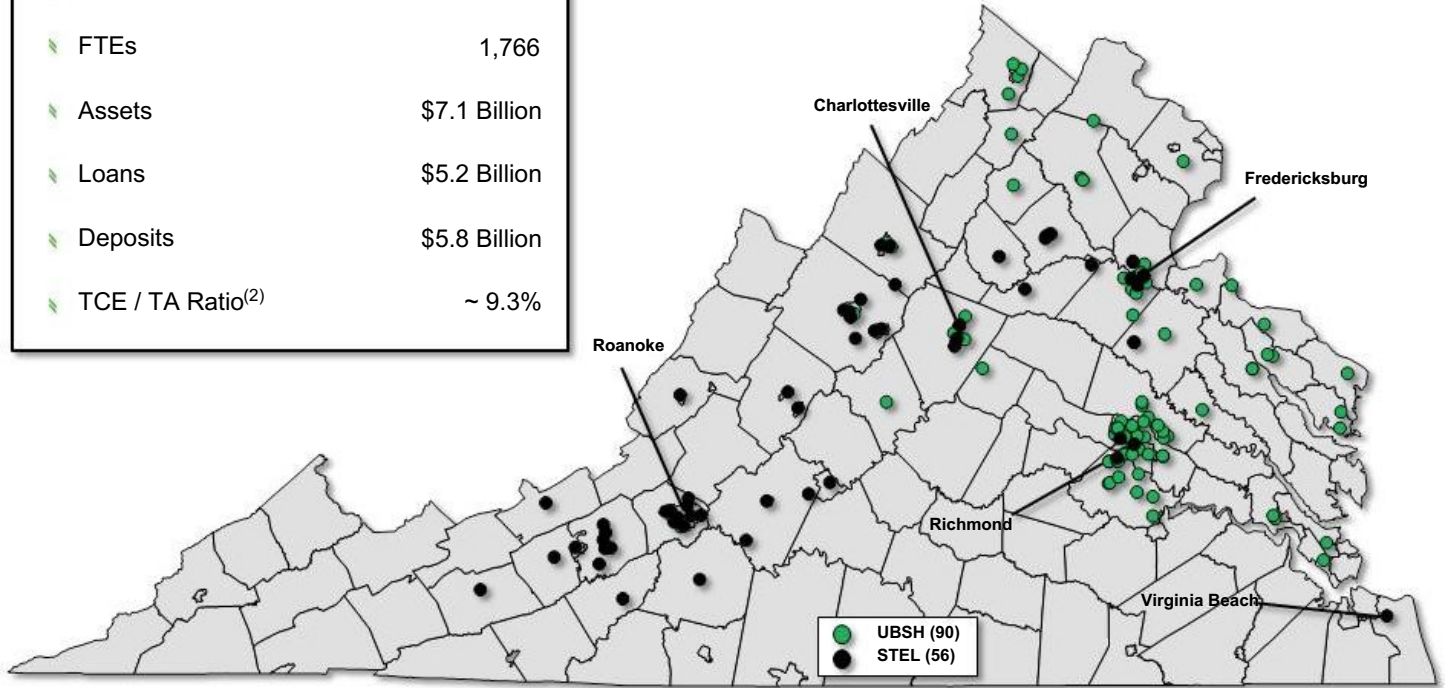 FTEs 1,766
Assets $7.1 Billion
Loans $5.2 Billion
Deposits $5.8 Billion
TCE / TA Ratio(2) ~ 9.3%
Charlottesville
Fredericksburg
Roanoke
Richmond
Virginia Beach
UBSH (90)
STEL (56)